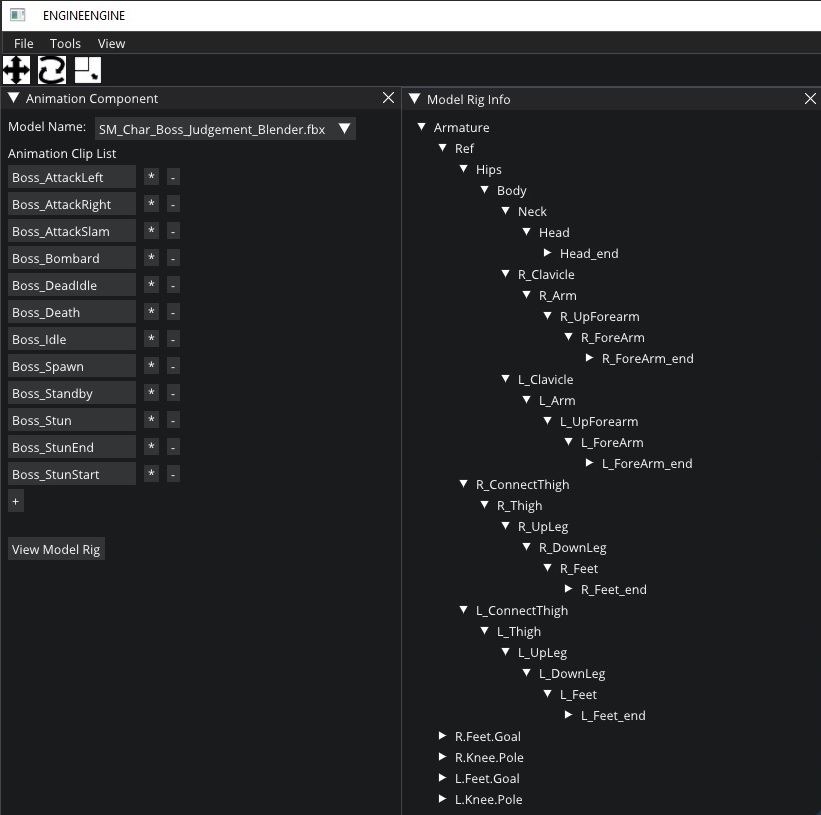 ENGINEENGINE
File Tools View
Animation Component
Model Name: SM_Char_Boss_Judgement_Blender.fbx
Animation Clip List
Boss_AttackLeft * -
Boss_AttackRight * -
Boss_AttackSlam * -
Boss_Bombard * -
Boss_DeadIdle * -
Boss_Death * -
Boss_Idle * -
Boss_Spawn * -
Boss_Standby * -
Boss_Stun * -
Boss_StunEnd * -
Boss_StunStart * -
+
View Model Rig
Model Rig Info
Armature
Ref
Hips
Body
Neck
Head
Head_end
R_Clavicle
R_Arm
R_UpForearm
R_ForeArm
R_ForeArm_end
L_Clavicle
L_Arm
L_UpForearm
L_ForeArm
L_ForeArm_end
R_ConnectThigh
R_Thigh
R_UpLeg
R_DownLeg
R_Feet
R_Feet_end
L_ConnectThigh
L_Thigh
L_UpLeg
L_DownLeg
L_Feet
L_Feet_end
R.Feet.Goal
R.Knee.Pole
L.Feet.Goal
L.Knee.Pole